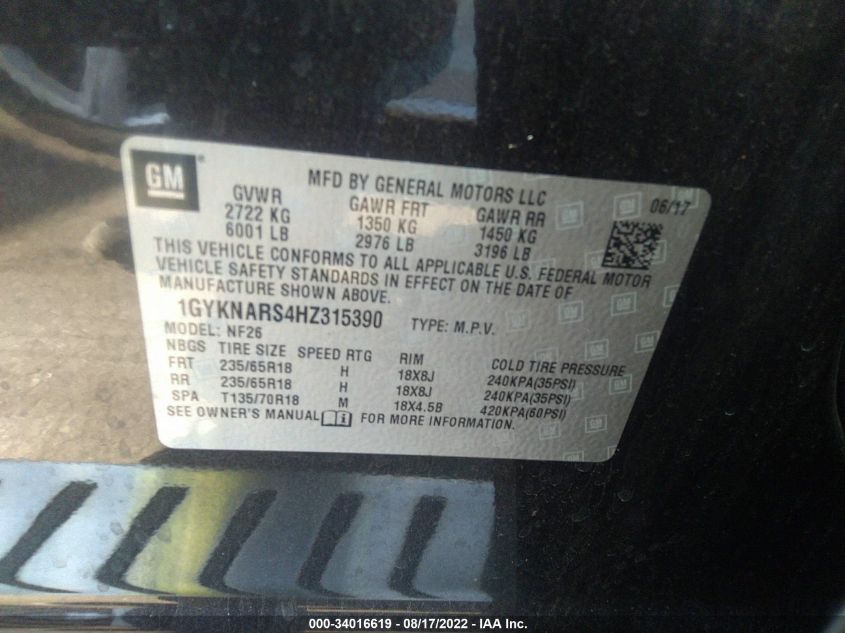 GM
MFD BY GENERAL MOTORS LLC
06/17
GVWR GAWR FRT GAWR RR
2722 KG 1350 KG 1450 KG
6001 LB 2976 LB 3196 LB
THIS VEHICLE CONFORMS TO ALL APPLICABLE U.S. FEDERAL MOTOR
VEHICLE SAFETY STANDARDS IN EFFECT ON THE DATE OF
MANUFACTURE SHOWN ABOVE.
1GYKNARS4HZ315390 TYPE: M.P.V.
MODEL: NF26
NBGS TIRE SIZE SPEED RTG RIM COLD TIRE PRESSURE
FRT 235/65R18 H 18X8J 240KPA(35PSI)
RR 235/65R18 H 18X8J 240KPA(35PSI)
SPA T135/70R18 M 18X4.5B 420KPA(60PSI)
SEE OWNER'S MANUAL FOR MORE INFORMATION.
000-34016619 - 08/17/2022 - IAA Inc.